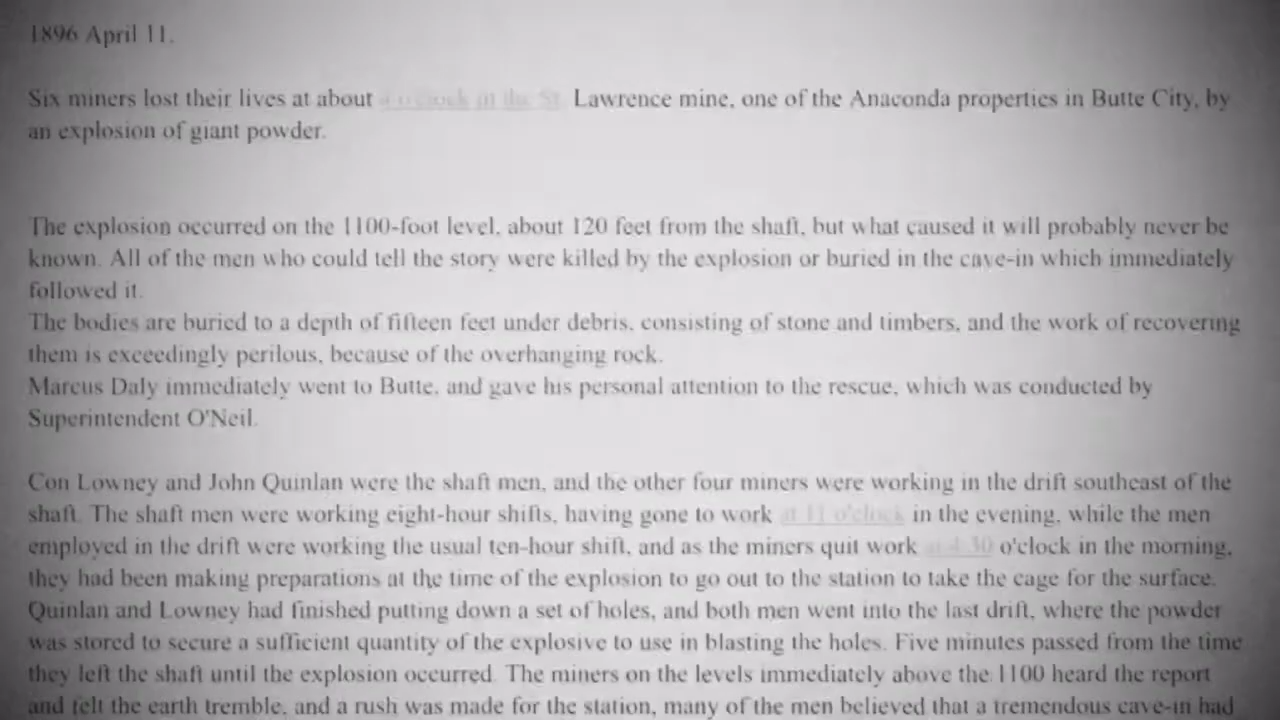 1896 April 11.
Six miners lost their lives at about 4 o'clock at the St. Lawrence mine, one of the Anaconda properties in Butte City, by
an explosion of giant powder.
The explosion occurred on the 1100-foot level, about 120 feet from the shaft, but what caused it will probably never be
known. All of the men who could tell the story were killed by the explosion or buried in the cave-in which immediately
followed it.
The bodies are buried to a depth of fifteen feet under debris, consisting of stone and timbers, and the work of recovering
them is exceedingly perilous, because of the overhanging rock.
Marcus Daly immediately went to Butte, and gave his personal attention to the rescue, which was conducted by
Superintendent O'Neil.
Con Lowney and John Quinlan were the shaft men, and the other four miners were working in the drift southeast of the
shaft. The shaft men were working eight-hour shifts, having gone to work at 11 o'clock in the evening, while the men
employed in the drift were working the usual ten-hour shift, and as the miners quit work at 4:30 o'clock in the morning,
they had been making preparations at the time of the explosion to go out to the station to take the cage for the surface.
Quinlan and Lowney had finished putting down a set of holes, and both men went into the last drift, where the powder
was stored to secure a sufficient quantity of the explosive to use in blasting the holes. Five minutes passed from the time
they left the shaft until the explosion occurred. The miners on the levels immediately above the 1100 heard the report
and felt the earth tremble, and a rush was made for the station, many of the men believed that a tremendous cave-in had